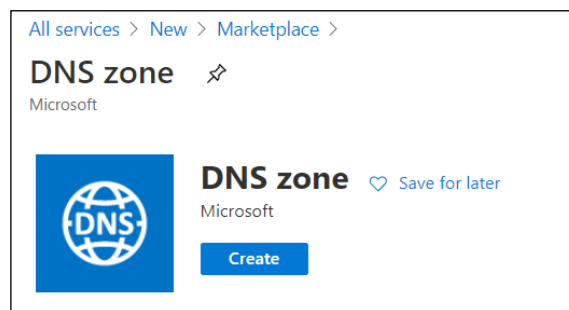 All services > New > Marketplace >
DNS zone
Microsoft
DNS
DNS zone Save for later
Microsoft
Create